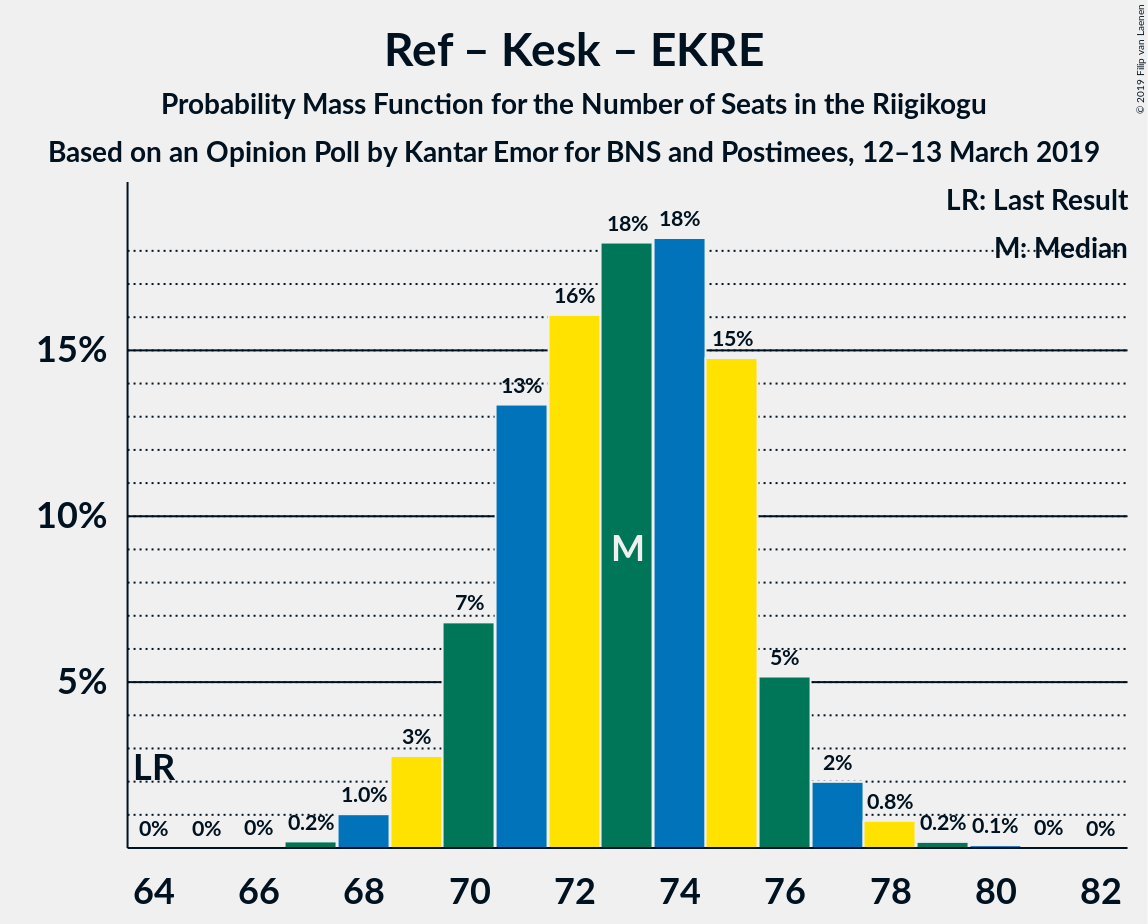 Ref – Kesk – EKRE
Probability Mass Function for the Number of Seats in the Riigikogu
Based on an Opinion Poll by Kantar Emor for BNS and Postimees, 12–13 March 2019
© 2019 Filip van Laenen
LR: Last Result
M: Median
15%
10%
5%
LR
M
0% 0% 0% 0.2% 1.0% 3% 7% 13% 16% 18% 18% 15% 5% 2% 0.8% 0.2% 0.1% 0% 0%
64 66 68 70 72 74 76 78 80 82